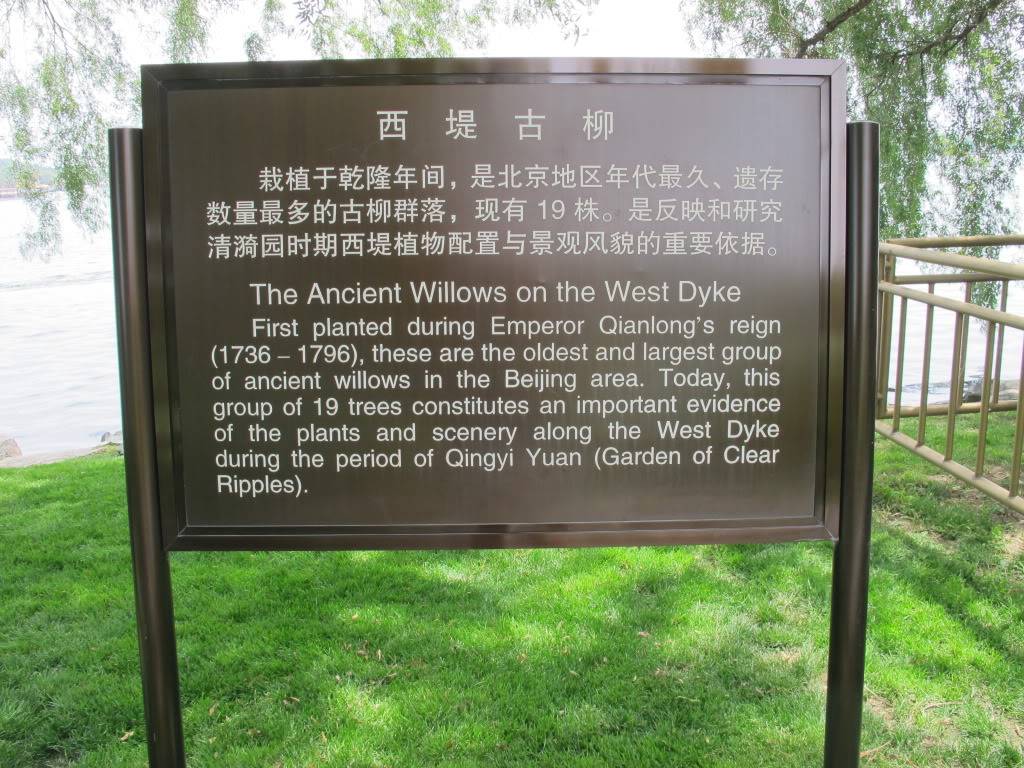 西堤古柳
栽植于乾隆年间，是北京地区年代最久、遗存
数量最多的古柳群落，现有 19 株。是反映和研究
清漪园时期西堤植物配置与景观风貌的重要依据。
The Ancient Willows on the West Dyke
First planted during Emperor Qianlong's reign
(1736 – 1796), these are the oldest and largest group
of ancient willows in the Beijing area. Today, this
group of 19 trees constitutes an important evidence
of the plants and scenery along the West Dyke
during the period of Qingyi Yuan (Garden of Clear
Ripples).